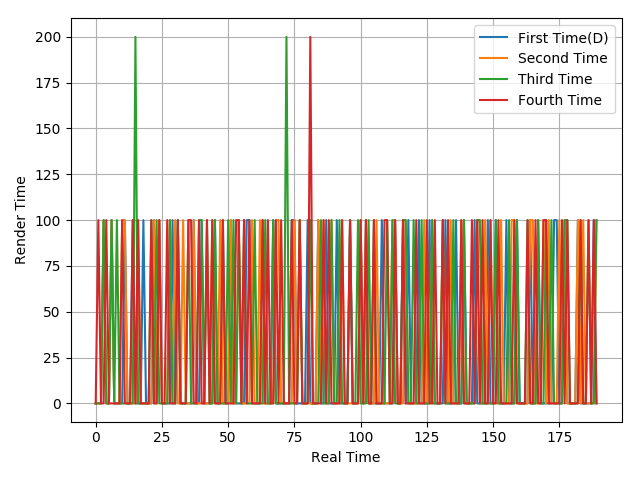 First Time(D)
Second Time
Third Time
Fourth Time
Render Time
200
175
150
125
100
75
50
25
0
0 25 50 75 100 125 150 175
Real Time